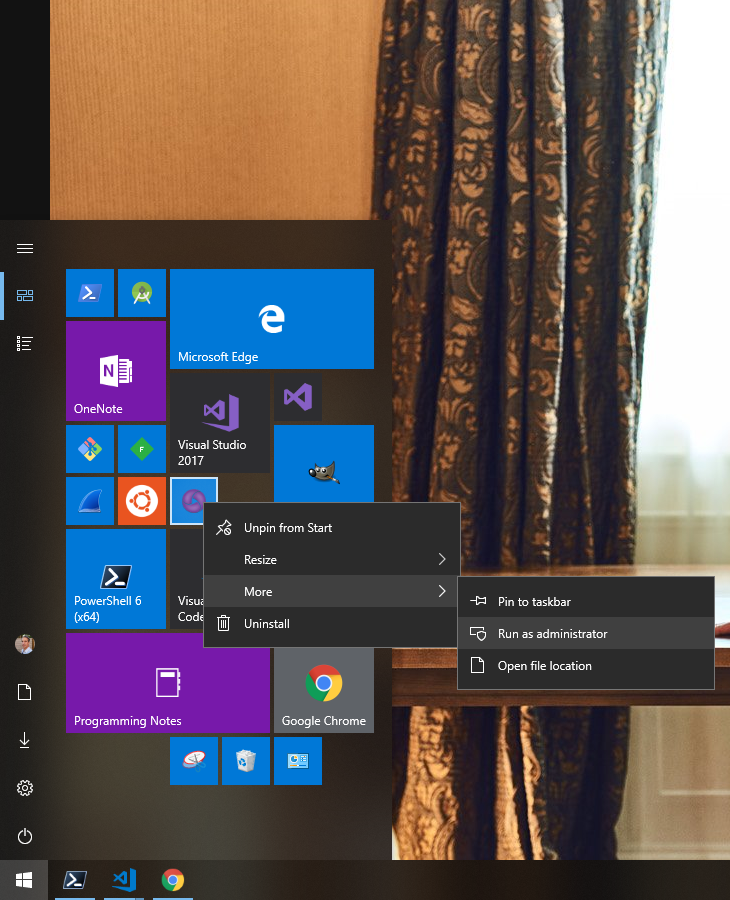 Microsoft Edge
OneNote
Visual Studio
2017
F
Unpin from Start
Resize
More
Uninstall
Pin to taskbar
Run as administrator
Open file location
PowerShell 6
(x64)
Visua
Code
Programming Notes
Google Chrome